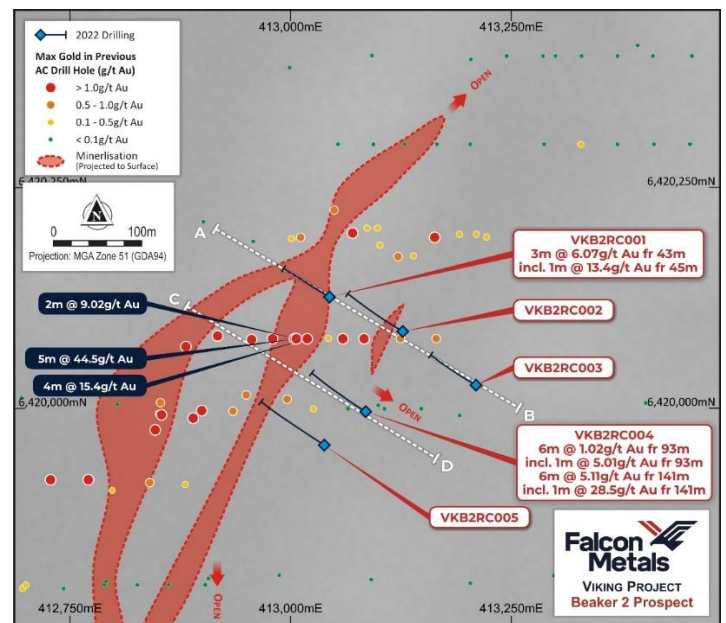 413,000mE
413,250mE
2022 Drilling
Max Gold in Previous
AC Drill Hole (g/t Au)
> 1.0g/t Au
0.5 - 1.0g/t Au
0.1 - 0.5g/t Au
< 0.1g/t Au
Minerlisation
(Projected to Surface)
OPEN
6,420,250mN
6,420,250mN
N
0 100m
Projection: MGA Zone 51 (GDA94)
A
VKB2RC001
3m @ 6.07g/t Au fr 43m
incl. 1m @ 13.4g/t Au fr 45m
C
2m @ 9.02g/t Au
VKB2RC002
5m @ 44.5g/t Au
VKB2RC003
4m @ 15.4g/t Au
6,420,000mN
6,420,000mN
OPEN
B
VKB2RC004
6m @ 1.02g/t Au fr 93m
incl. 1m @ 5.01g/t Au fr 93m
6m @ 5.11g/t Au fr 141m
incl. 1m @ 28.5g/t Au fr 141m
D
VKB2RC005
Falcon
Metals
VIKING PROJECT
Beaker 2 Prospect
OPEN
412,750mE
413,000mE
413,250mE